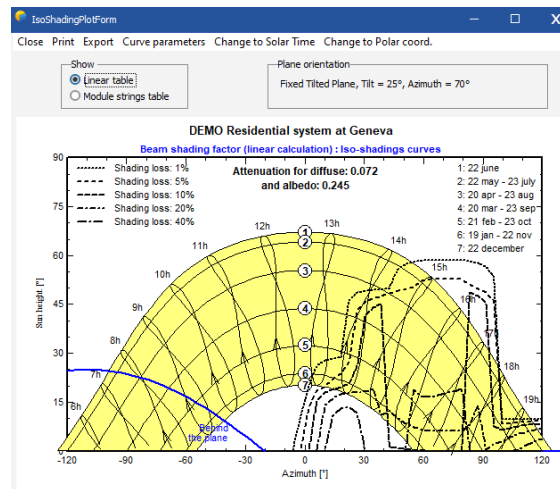 IsoShadingPlotForm
Close Print Export Curve parameters Change to Solar Time Change to Polar coord.
Show
Linear table
Module strings table
Plane orientation
Fixed Tilted Plane, Tilt = 25°, Azimuth = 70°
DEMO Residential system at Geneva
Beam shading factor (linear calculation) : Iso-shadings curves
Shading loss: 1%
Shading loss: 5%
Shading loss: 10%
Shading loss: 20%
Shading loss: 40%
Attenuation for diffuse: 0.072
and albedo: 0.245
1: 22 june
2: 22 may - 23 july
3: 20 apr - 23 aug
4: 20 mar - 23 sep
5: 21 feb - 23 oct
6: 19 jan - 22 nov
7: 22 december
90
75
60
45
30
15
0
Sun height. [°]
6h
7h
8h
9h
10h
11h
12h
13h
14h
15h
16h
17h
18h
19h
1
2
3
4
5
6
7
Behind
the plane
-120 -90 -60 -30 0 30 60 90 120
Azimuth [°]